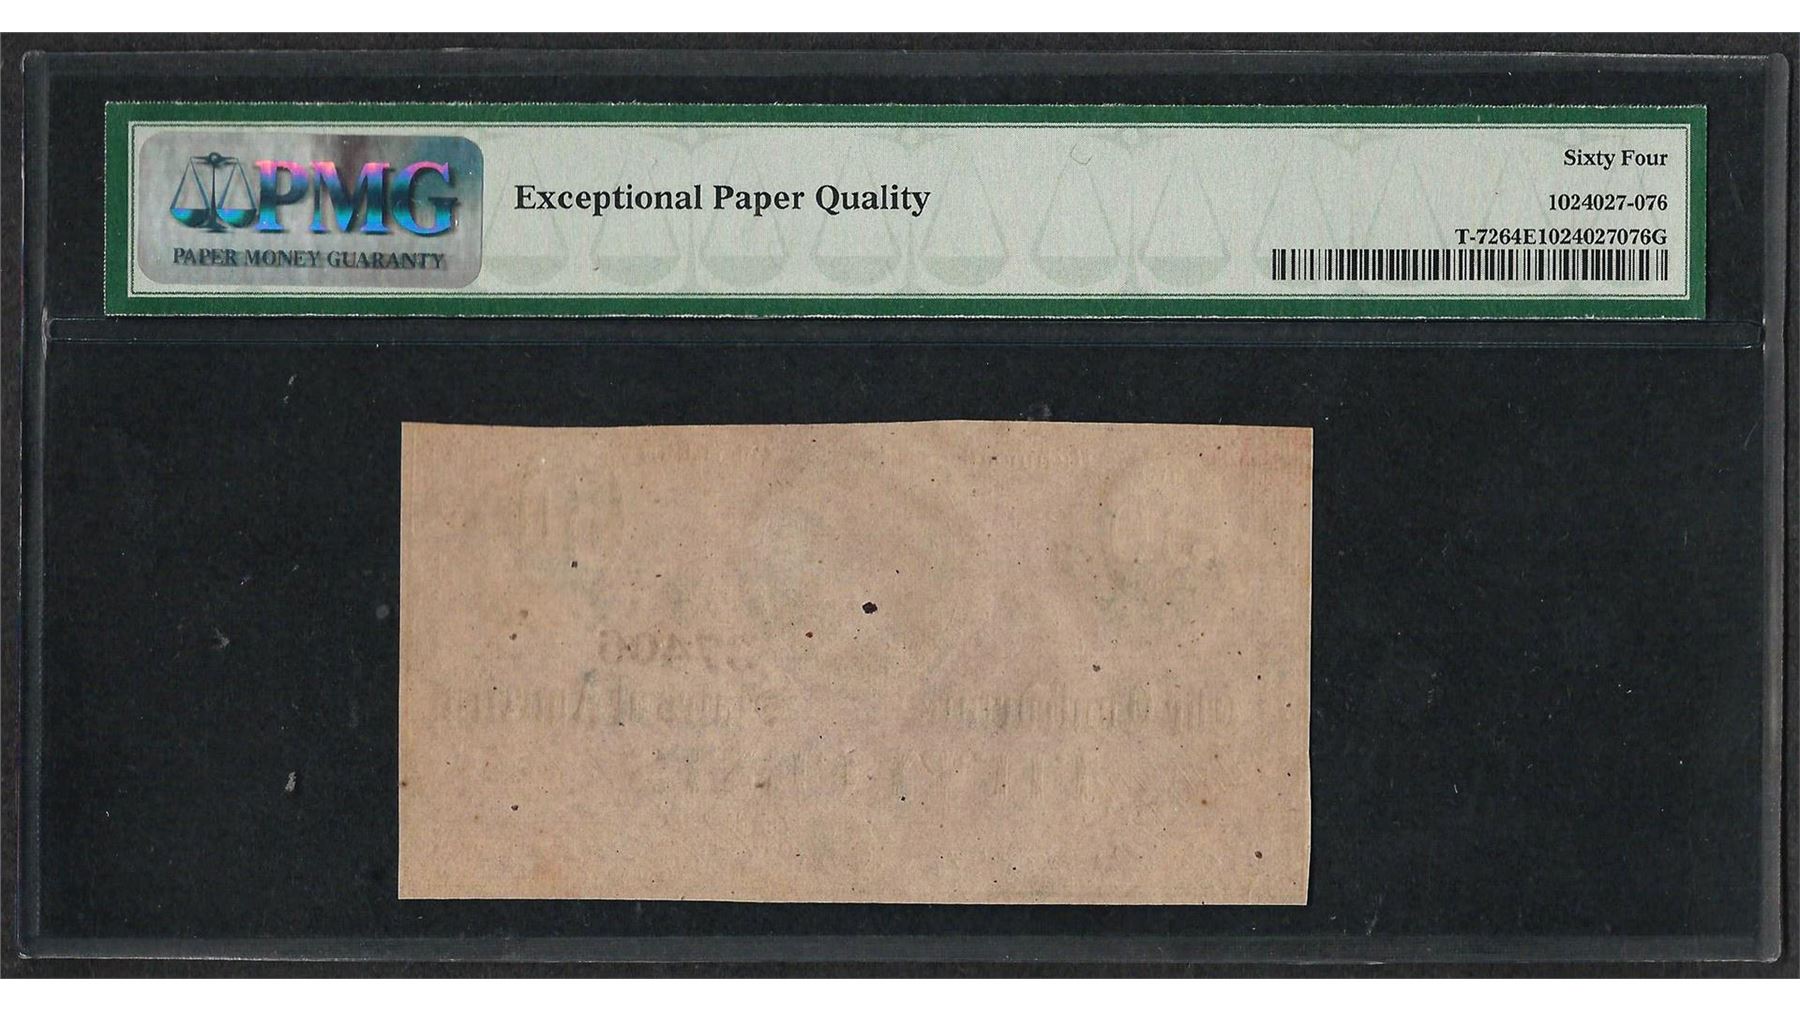 PMG
PAPER MONEY GUARANTY
Exceptional Paper Quality
Sixty Four
1024027-076
T-7264E1024027076G